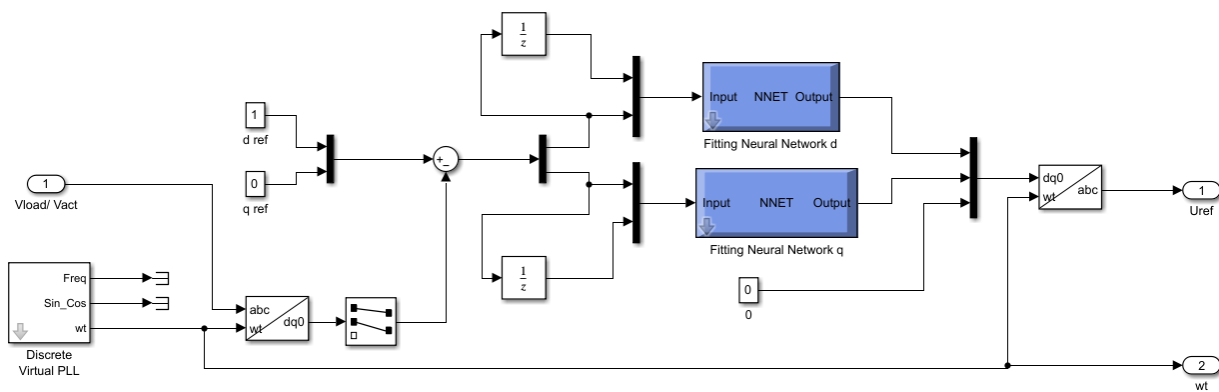 1
z
Input NNET Output
Fitting Neural Network d
1
d ref
+
−
0
q ref
1
Vload/ Vact
Input NNET Output
Fitting Neural Network q
dq0
wt
abc
1
Uref
1
z
0
0
Freq
Sin_Cos
wt
Discrete
Virtual PLL
abc
wt
dq0
2
wt